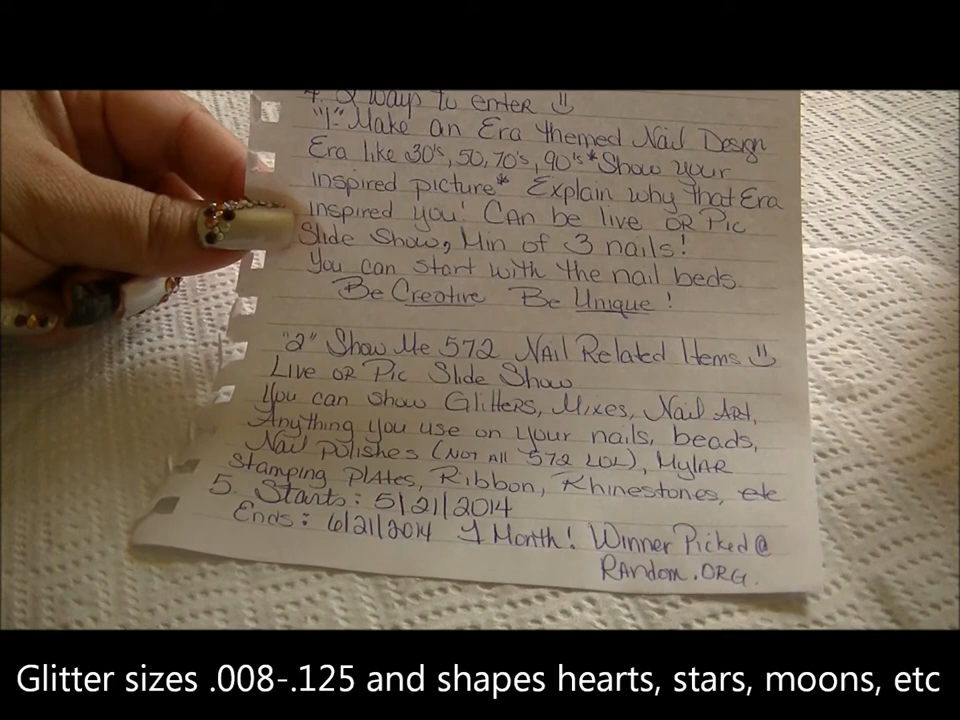 4. 2 ways to enter
"1": Make an Era themed Nail Design
Era like 30's, 50, 70's, 90's *Show your
inspired picture* Explain why that Era
inspired you! Can be live OR Pic
Slide Show, Min of 3 nails!
You can start with the nail beds.
Be Creative Be Unique!
"2" Show Me 572 Nail Related Items
Live OR Pic Slide Show
You can show Glitters, Mixes, Nail Art,
Anything you use on your nails, beads,
Nail Polishes (Not All 572 LOL), Mylar
Stamping Plates, Ribbon, Rhinestones, etc
5. Starts: 5/21/2014
Ends: 6/21/2014 1 Month! Winner Picked @
Random.ORG.
Glitter sizes .008-.125 and shapes hearts, stars, moons, etc